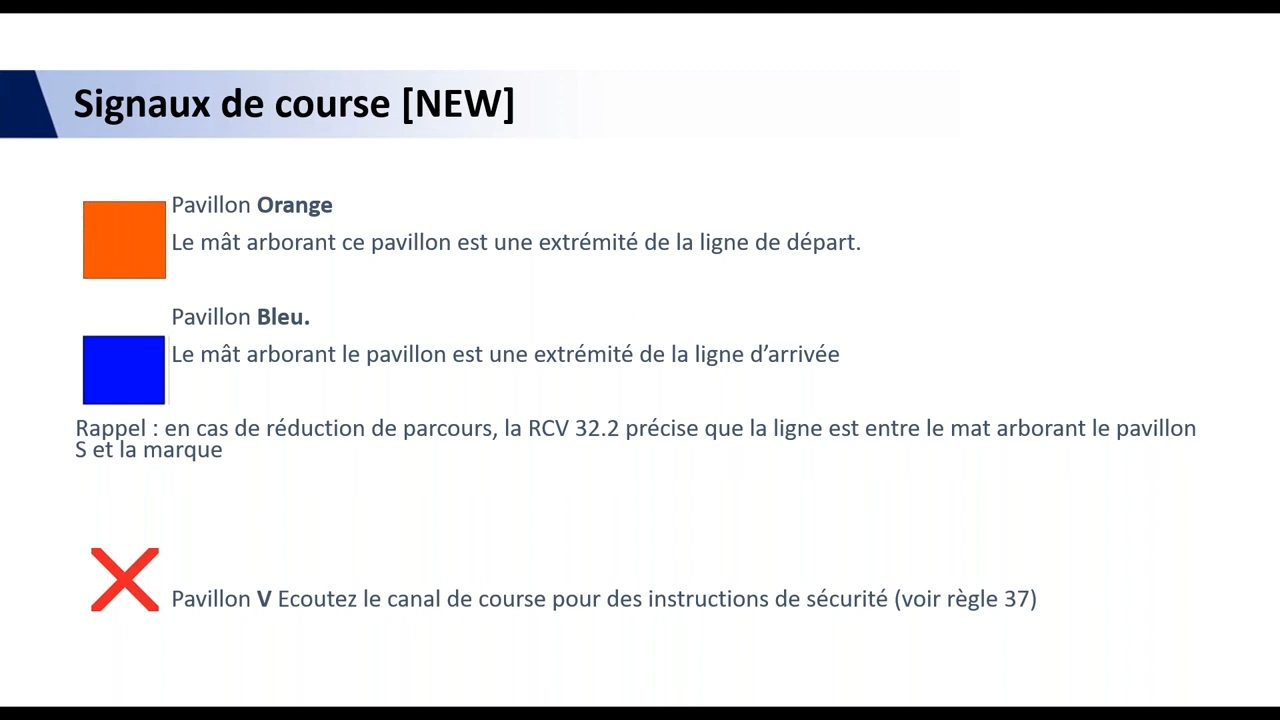 Signaux de course [NEW]
Pavillon Orange
Le mât arborant ce pavillon est une extrémité de la ligne de départ.
Pavillon Bleu.
Le mât arborant le pavillon est une extrémité de la ligne d’arrivée
Rappel : en cas de réduction de parcours, la RCV 32.2 précise que la ligne est entre le mat arborant le pavillon
S et la marque
Pavillon V Ecoutez le canal de course pour des instructions de sécurité (voir règle 37)